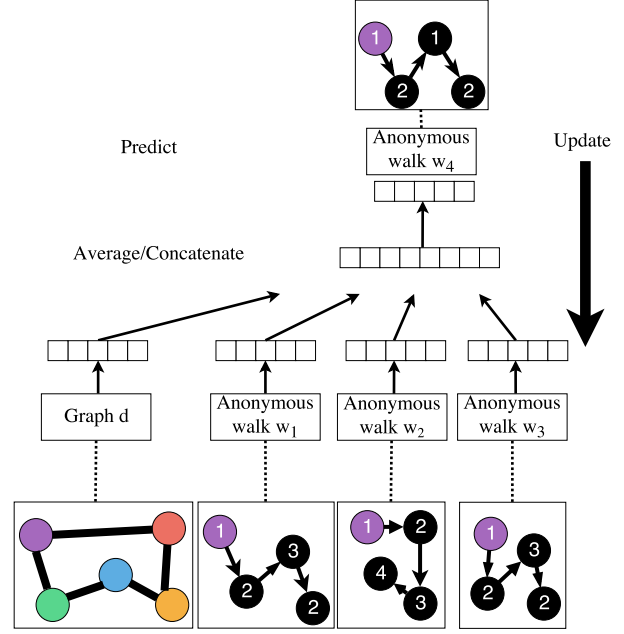 1
1
2
2
Anonymous
walk w4
Predict
Update
Average/Concatenate
Graph d
Anonymous
walk w1
Anonymous
walk w2
Anonymous
walk w3
1
3
2
2
1
2
4
3
1
3
2
2